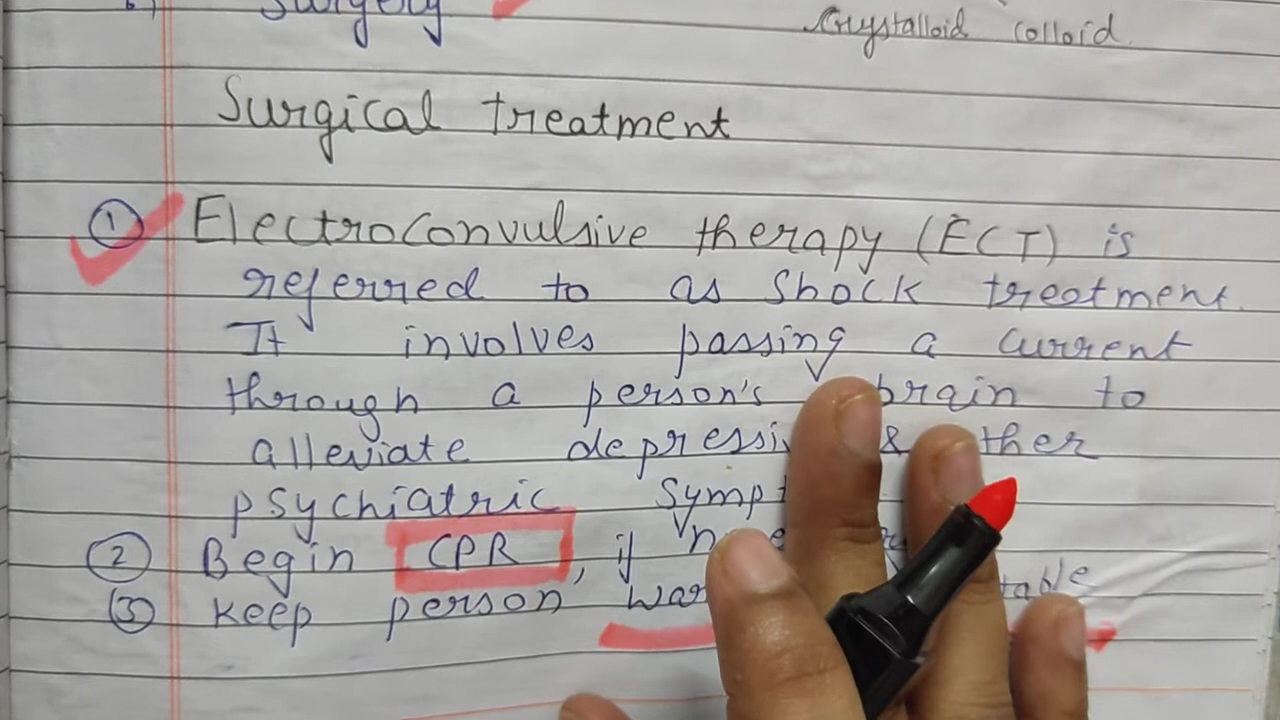 Surgery
Crystalloid colloid.
Surgical treatment
① Electroconvulsive therapy (ECT) is
referred to as shock treatment.
It involves passing a current
through a person's brain to
alleviate &
psychiatric
② Begin CPR, if
③ Keep person